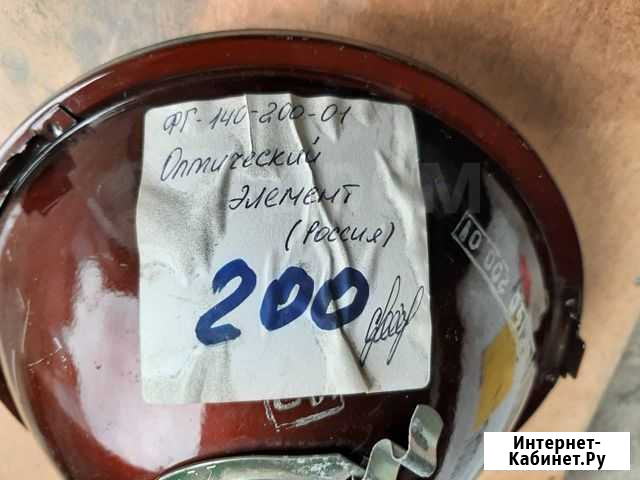 ФГ-140-200-01
Оптический
элемент
(Россия)
200
Интернет-
Кабинет.Ру